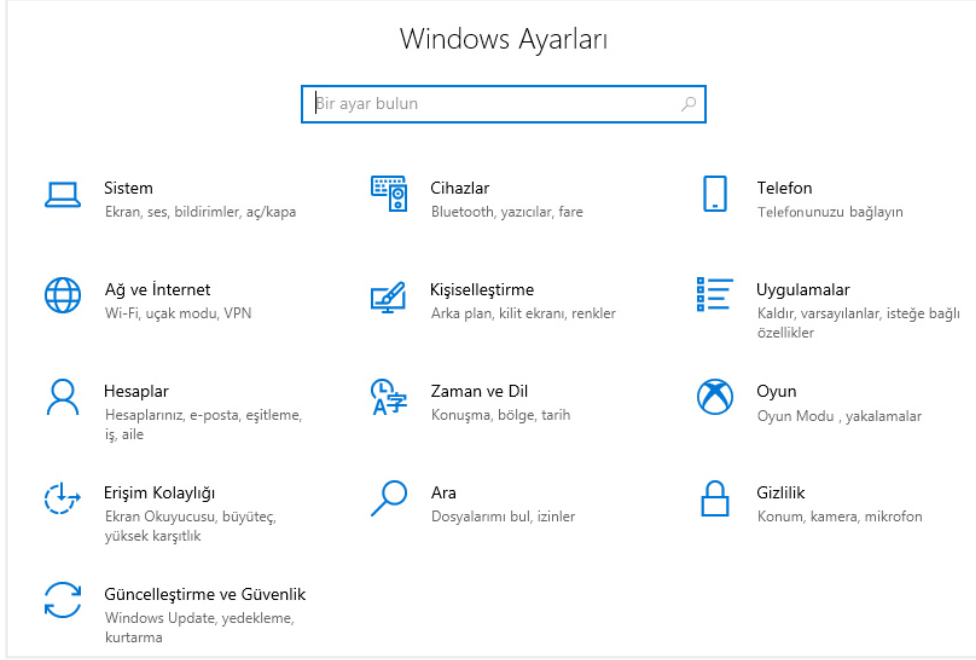 Windows Ayarları
Bir ayar bulun
Sistem
Ekran, ses, bildirimler, aç/kapa
Cihazlar
Bluetooth, yazıcılar, fare
Telefon
Telefonunuzu bağlayın
Ağ ve İnternet
Wi-Fi, uçak modu, VPN
Kişiselleştirme
Arka plan, kilit ekranı, renkler
Uygulamalar
Kaldır, varsayılanlar, isteğe bağlı
özellikler
Hesaplar
Hesaplarınız, e-posta, eşitleme,
iş, aile
Zaman ve Dil
Konuşma, bölge, tarih
Oyun
Oyun Modu , yakalamalar
Erişim Kolaylığı
Ekran Okuyucusu, büyüteç,
yüksek karşıtlık
Ara
Dosyalarımı bul, izinler
Gizlilik
Konum, kamera, mikrofon
Güncelleştirme ve Güvenlik
Windows Update, yedekleme,
kurtarma